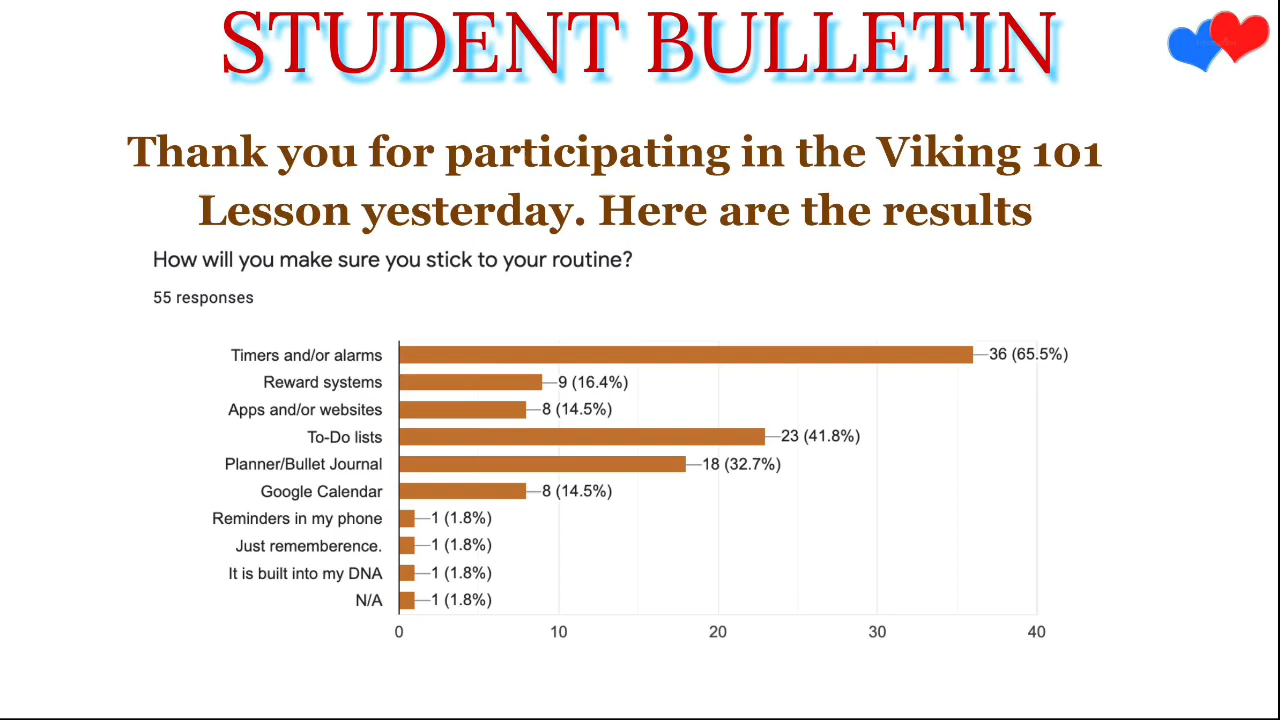 STUDENT BULLETIN
Thank you for participating in the Viking 101
Lesson yesterday. Here are the results
How will you make sure you stick to your routine?
55 responses
Timers and/or alarms 36 (65.5%)
Reward systems 9 (16.4%)
Apps and/or websites 8 (14.5%)
To-Do lists 23 (41.8%)
Planner/Bullet Journal 18 (32.7%)
Google Calendar 8 (14.5%)
Reminders in my phone 1 (1.8%)
Just rememberence. 1 (1.8%)
It is built into my DNA 1 (1.8%)
N/A 1 (1.8%)
0 10 20 30 40